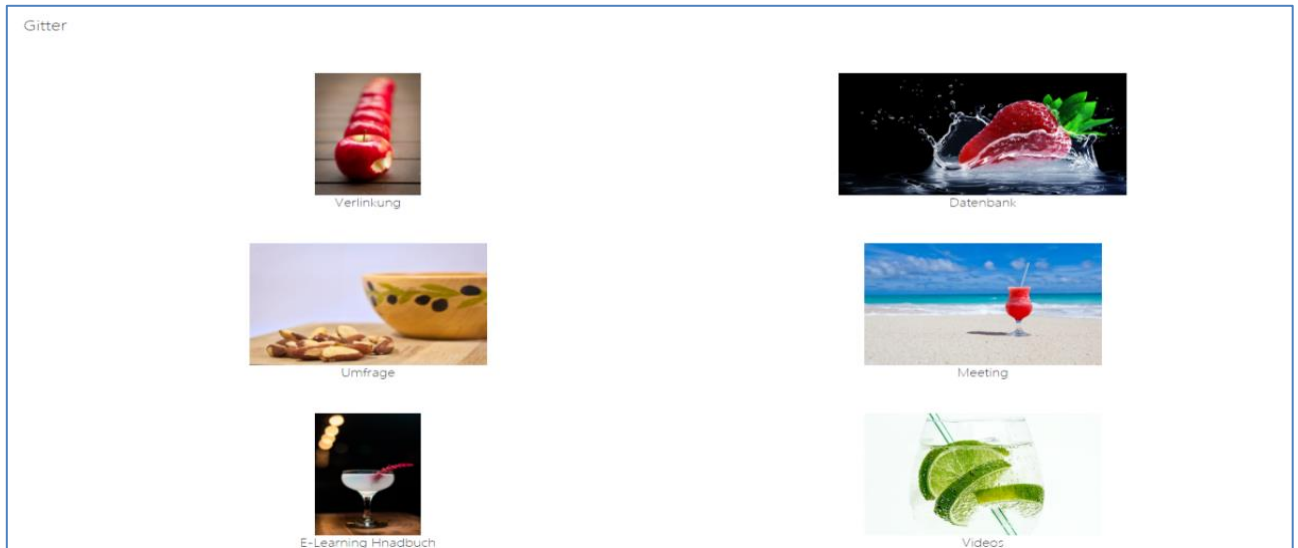 Gitter
Verlinkung
Datenbank
Umfrage
Meeting
E-Learning Hnadbuch
Videos